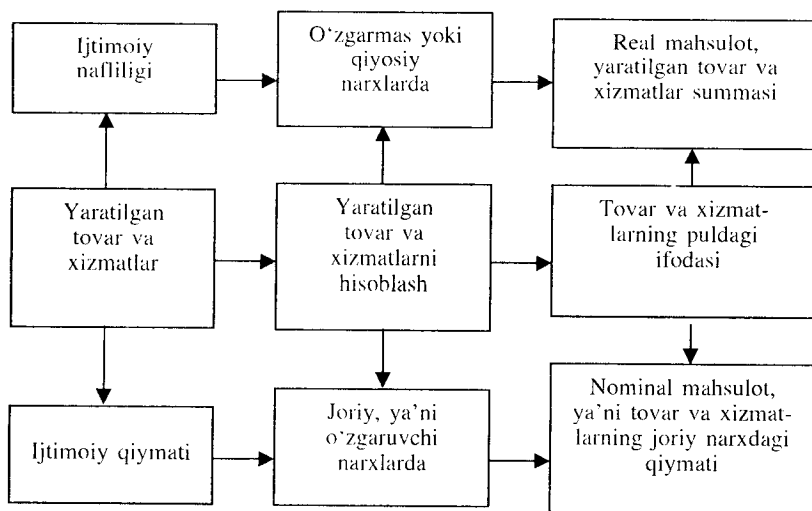 Ijtimoiy
nafliligi
O‘zgarmas yoki
qiyosiy
narxlarda
Real mahsulot,
yaratilgan tovar va
xizmatlar summasi
Yaratilgan
tovar va
xizmatlar
Yaratilgan
tovar va
xizmatlarni
hisoblash
Tovar va xizmat-
larning puldagi
ifodasi
Ijtimoiy qiymati
Joriy, ya’ni
o‘zgaruvchi
narxlarda
Nominal mahsulot,
ya’ni tovar va xizmat-
larning joriy narxdagi
qiymati